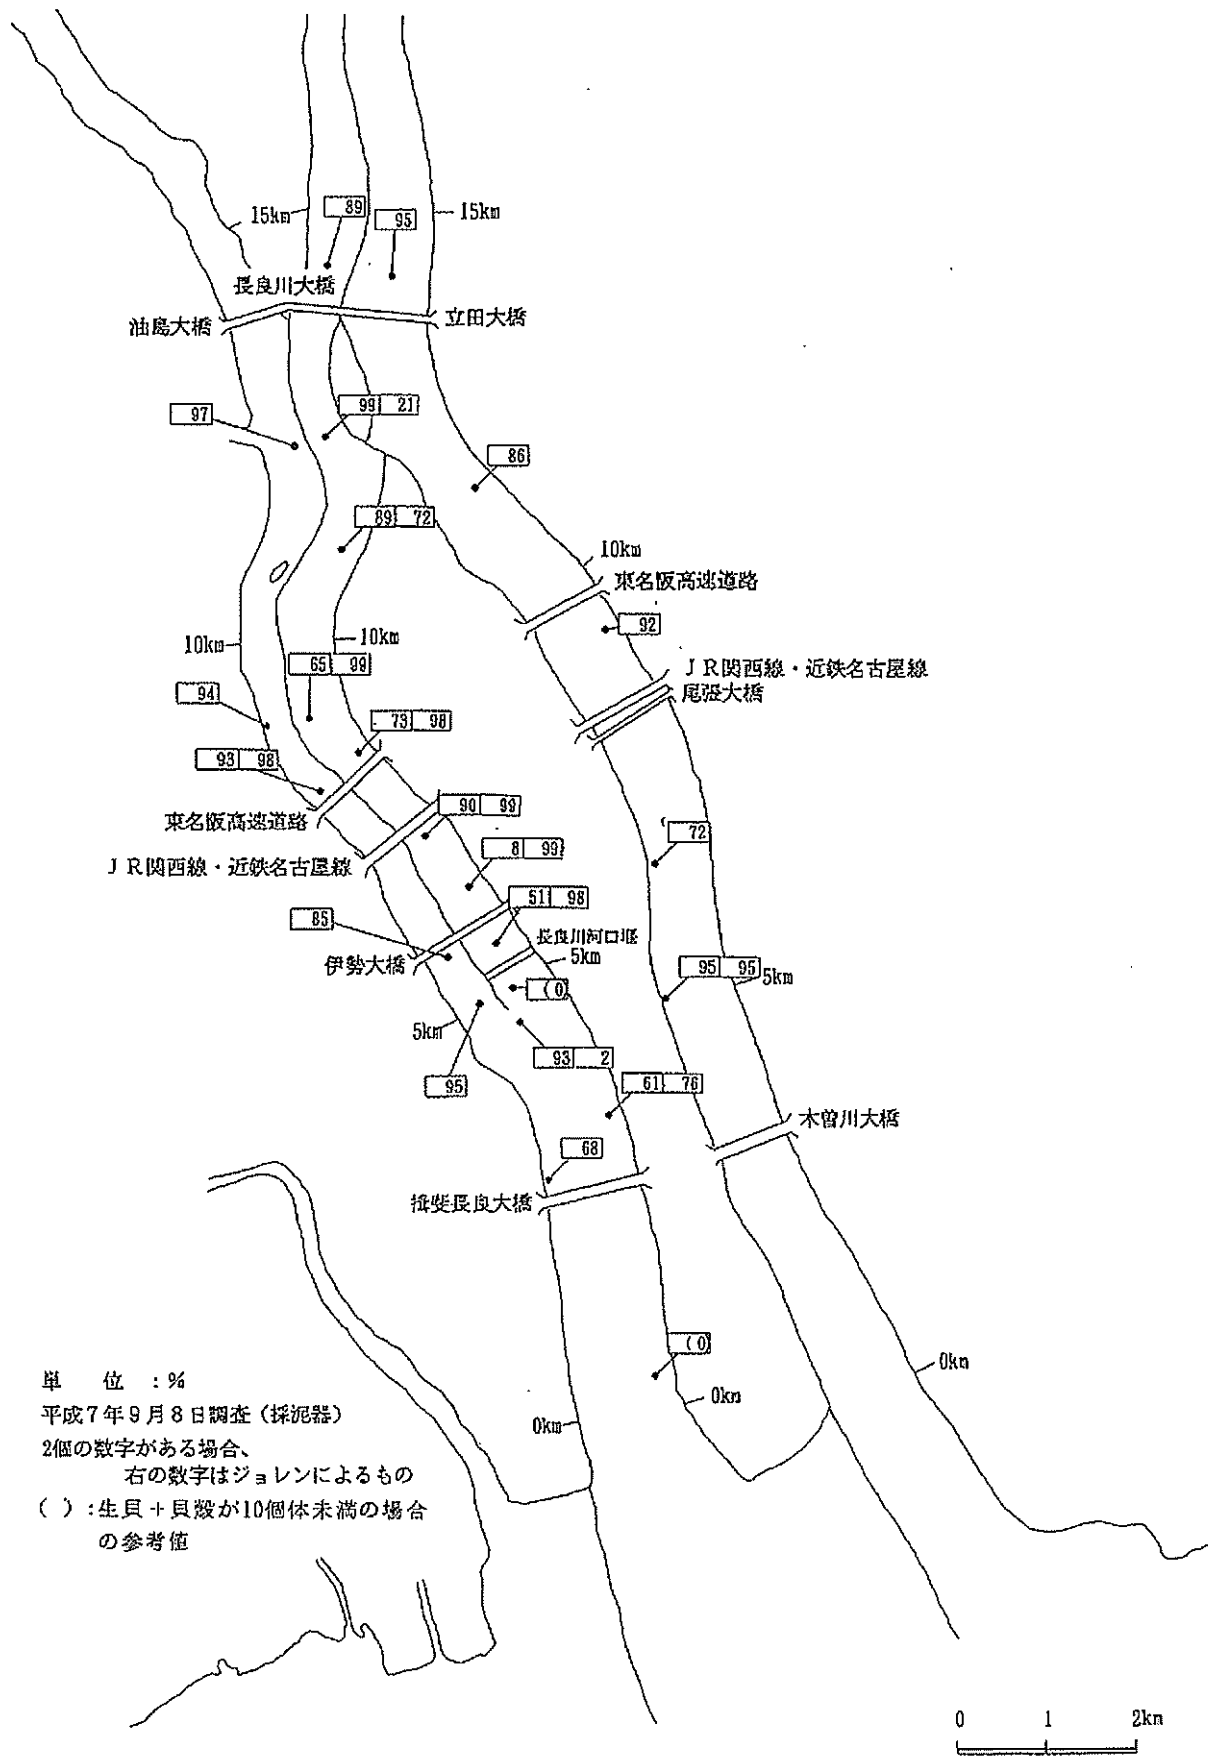 89
95
15km
15km
長良川大橋
油島大橋
立田大橋
97
99 21
86
89 72
10km
東名阪高速道路
92
10km
10km
65 99
JR関西線・近鉄名古屋線
尾張大橋
94
73 98
93 98
東名阪高速道路
90 99
72
JR関西線・近鉄名古屋線
8 99
51 98
85
長良川河口堰
伊勢大橋
5km
95 95
5km
(0)
5km
93 2
95
61 76
木曽川大橋
68
揖斐長良大橋
(0)
0km
0km
0km
単 位 :%
平成7年9月8日調査(採泥器)
2個の数字がある場合、
右の数字はジョレンによるもの
( ):生貝+貝殻が10個体未満の場合
の参考値
0 1 2km